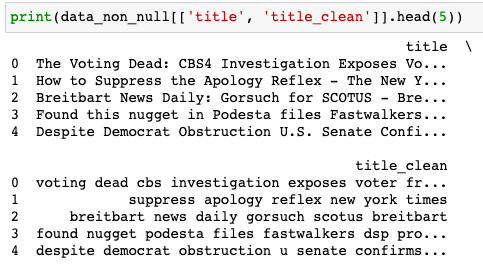 print(data_non_null[['title', 'title_clean']].head(5))
title \
0 The Voting Dead: CBS4 Investigation Exposes Vo...
1 How to Suppress the Apology Reflex - The New Y...
2 Breitbart News Daily: Gorsuch for SCOTUS - Bre...
3 Found this nugget in Podesta files Fastwalkers...
4 Despite Democrat Obstruction U.S. Senate Confi...
title_clean
0 voting dead cbs investigation exposes voter fr...
1 suppress apology reflex new york times
2 breitbart news daily gorsuch scotus breitbart
3 found nugget podesta files fastwalkers dsp pro...
4 despite democrat obstruction u senate confirms...